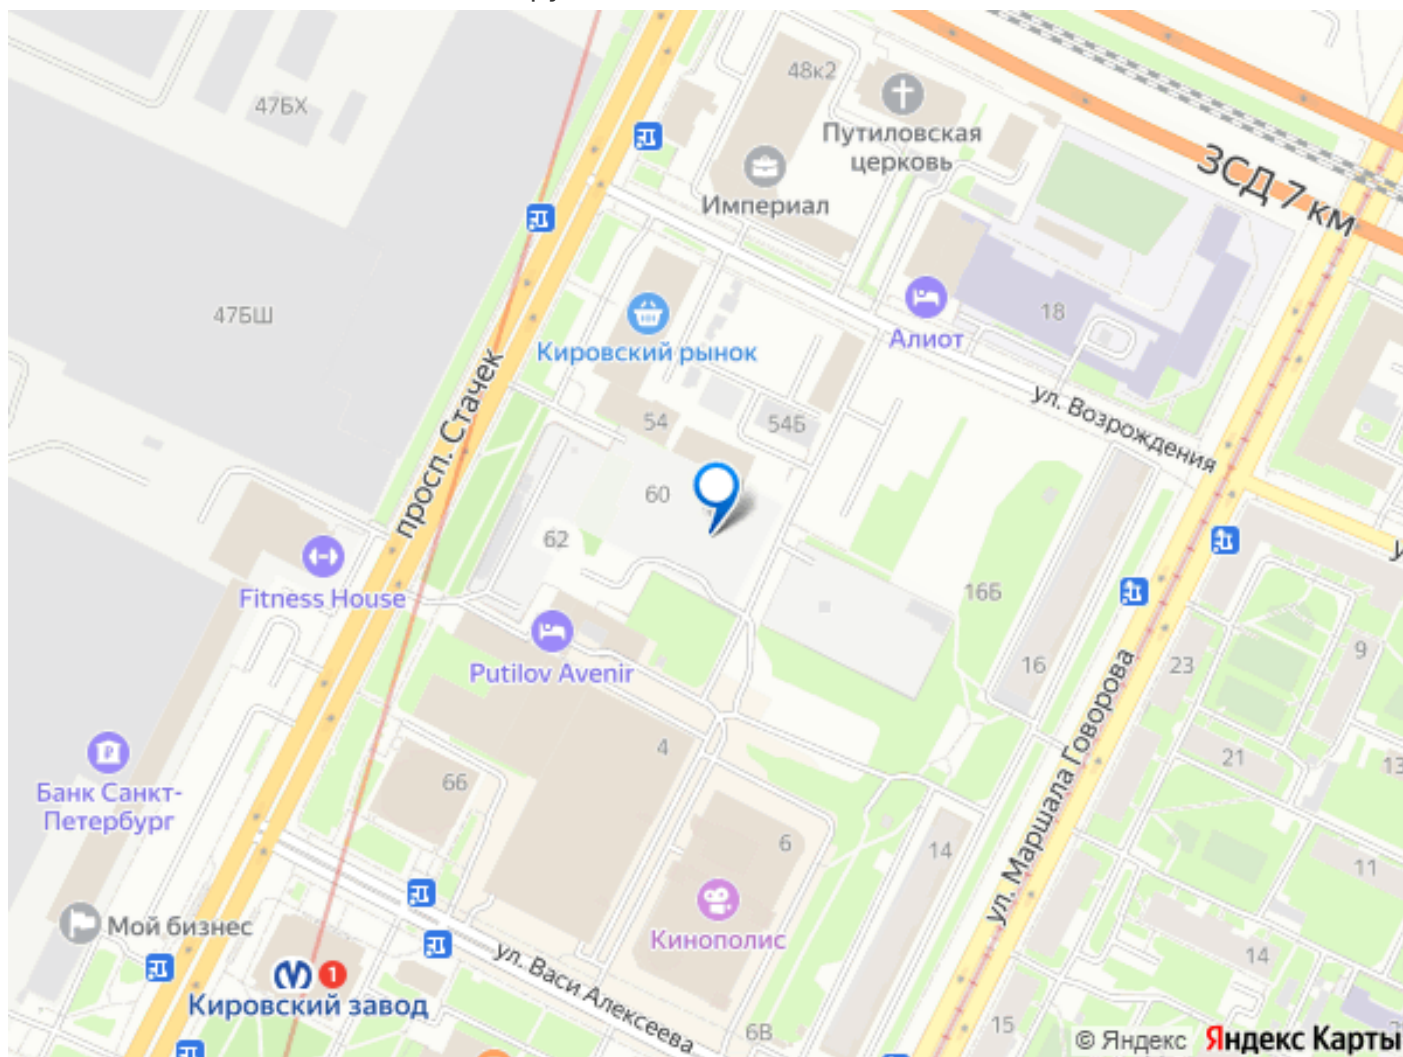 48к2
47БХ
Путиловская
церковь
ЗСД 7 км
Империал
47БШ
18
Алиот
Кировский рынок
просп. Стачек
ул. Возрождения
54
54Б
60
62
Fitness House
16Б
Putilov Avenir
16
23
9
ул. Маршала Говорова
4
21
13
66
Банк Санкт-
Петербург
6
14
11
Мой бизнес
Кинополис
14
1
Кировский завод
ул. Васи Алексеева
6В
15
© Яндекс Яндекс Карты